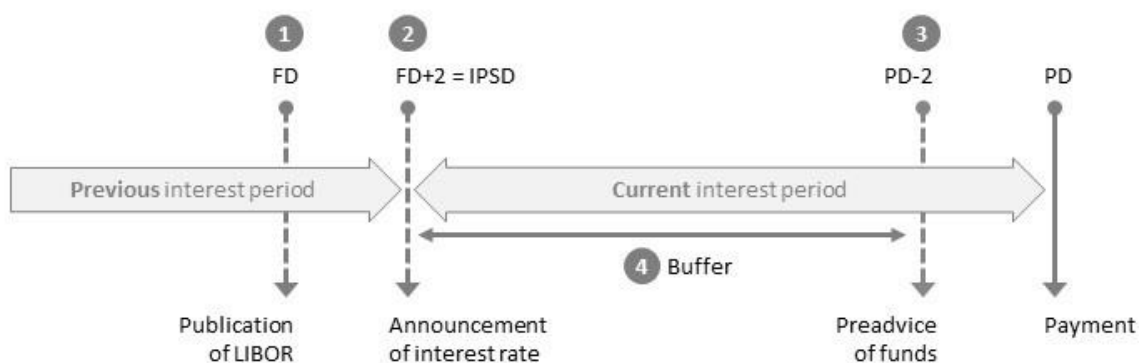 1
2
3
FD
FD+2 = IPSD
PD-2
PD
Previous interest period
Current interest period
4 Buffer
Publication
of LIBOR
Announcement
of interest rate
Preadvice
of funds
Payment